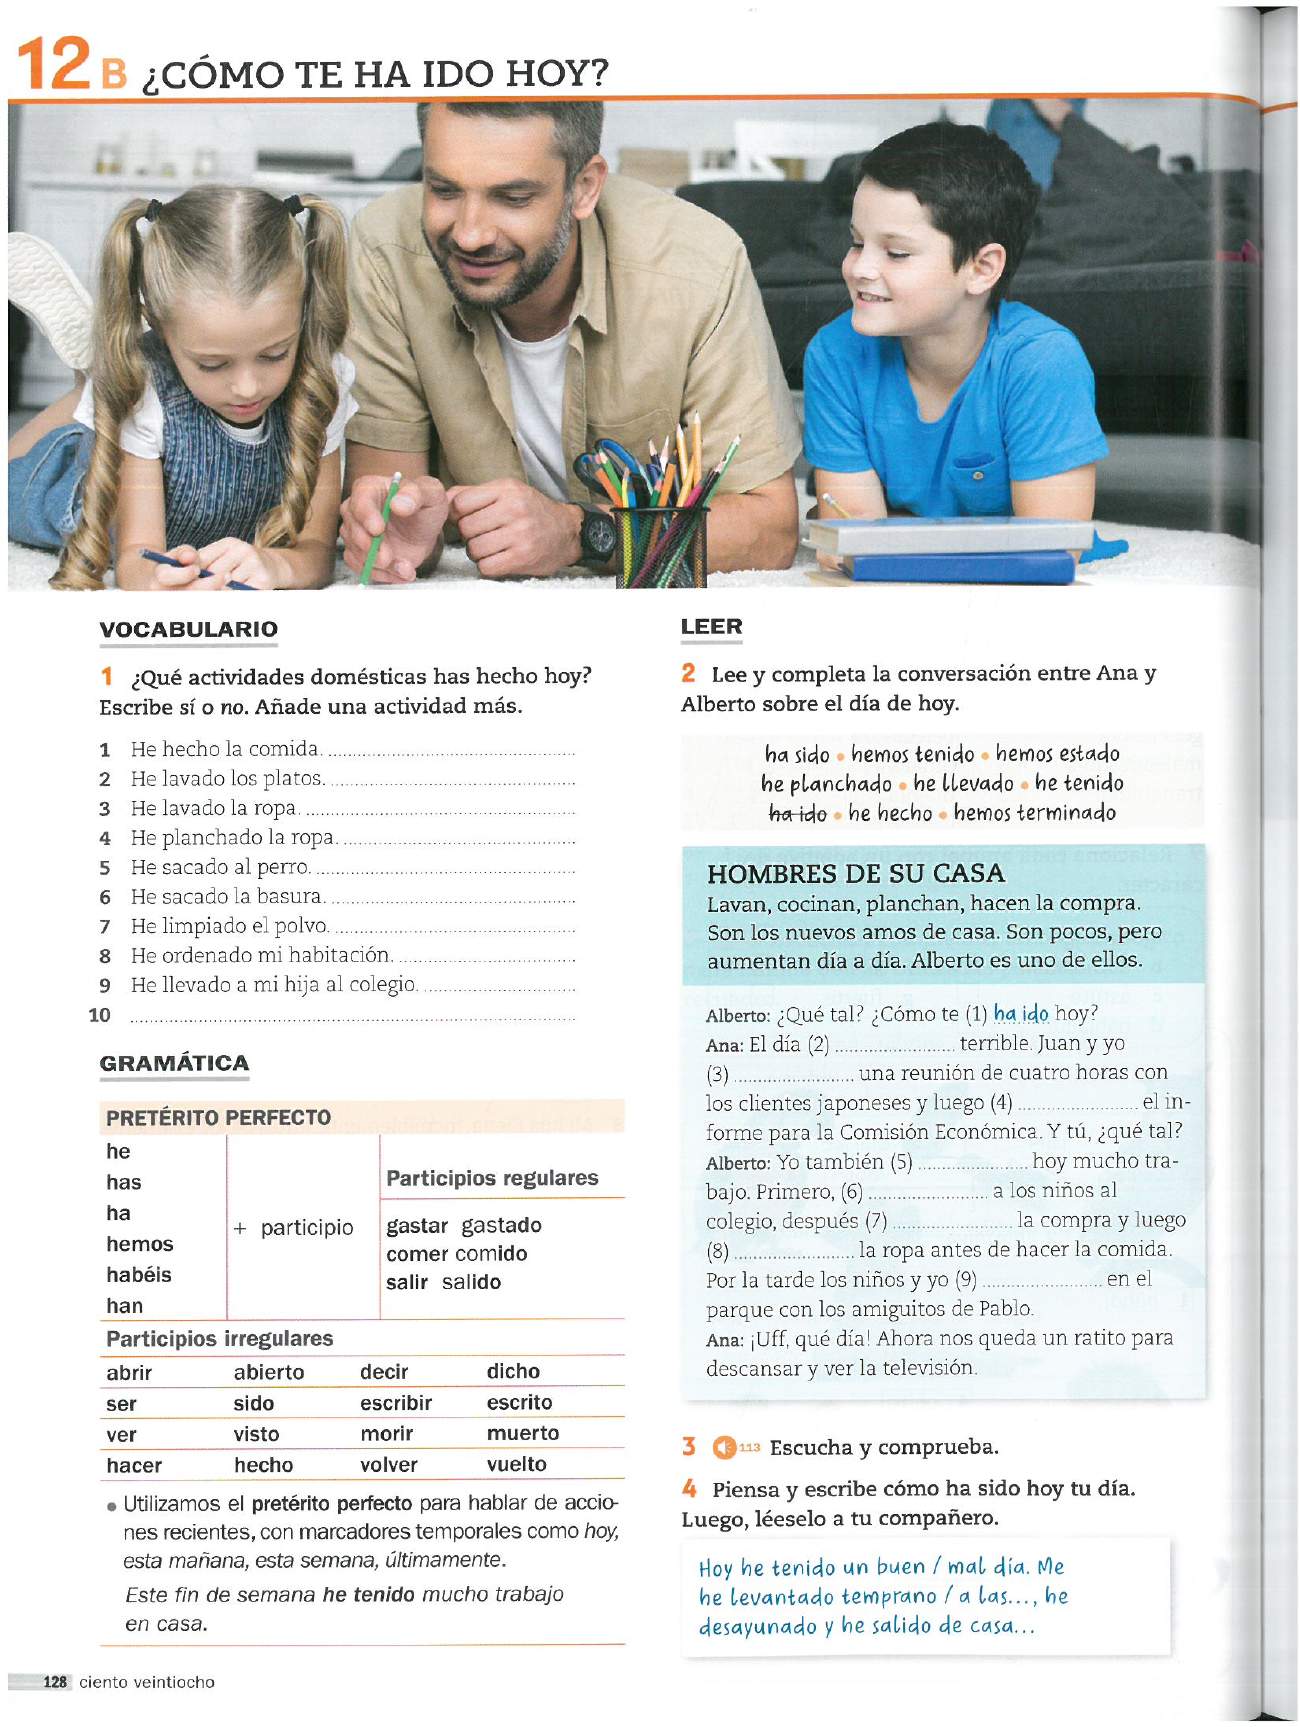 12 B ¿CÓMO TE HA IDO HOY?
VOCABULARIO
1 ¿Qué actividades domésticas has hecho hoy?
Escribe sí o no. Añade una actividad más.
1 He hecho la comida.
2 He lavado los platos.
3 He lavado la ropa.
4 He planchado la ropa.
5 He sacado al perro.
6 He sacado la basura.
7 He limpiado el polvo.
8 He ordenado mi habitación.
9 He llevado a mi hija al colegio.
10
GRAMÁTICA
PRETÉRITO PERFECTO
he
has
ha
hemos
habéis
han
+ participio
Participios regulares
gastar gastado
comer comido
salir salido
Participios irregulares
abrir abierto decir dicho
ser sido escribir escrito
ver visto morir muerto
hacer hecho volver vuelto
• Utilizamos el pretérito perfecto para hablar de accio-
nes recientes, con marcadores temporales como hoy,
esta mañana, esta semana, últimamente.
Este fin de semana he tenido mucho trabajo
en casa.
LEER
2 Lee y completa la conversación entre Ana y
Alberto sobre el día de hoy.
ha sido • hemos tenido • hemos estado
he planchado • he llevado • he tenido
ha ido • he hecho • hemos terminado
HOMBRES DE SU CASA
Lavan, cocinan, planchan, hacen la compra.
Son los nuevos amos de casa. Son pocos, pero
aumentan día a día. Alberto es uno de ellos.
Alberto: ¿Qué tal? ¿Cómo te (1) ha ido hoy?
Ana: El día (2) terrible. Juan y yo
(3) una reunión de cuatro horas con
los clientes japoneses y luego (4) el in-
forme para la Comisión Económica. Y tú, ¿qué tal?
Alberto: Yo también (5) hoy mucho tra-
bajo. Primero, (6) a los niños al
colegio, después (7) la compra y luego
(8) la ropa antes de hacer la comida.
Por la tarde los niños y yo (9) en el
parque con los amiguitos de Pablo.
Ana: ¡Uff, qué día! Ahora nos queda un ratito para
descansar y ver la televisión.
3 113 Escucha y comprueba.
4 Piensa y escribe cómo ha sido hoy tu día.
Luego, léeselo a tu compañero.
Hoy he tenido un buen / mal día. Me
he levantado temprano / a las..., he
desayunado y he salido de casa...
128 ciento veintiocho